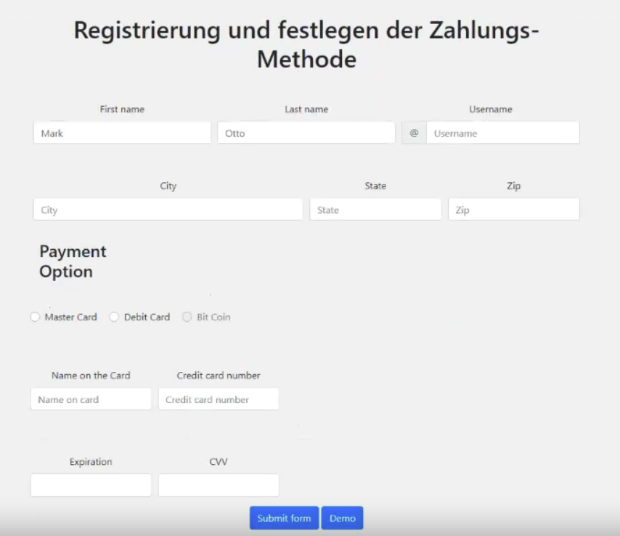 Registrierung und festlegen der Zahlungs-
Methode
First name Last name Username
Mark Otto @ Username
City State Zip
City State Zip
Payment
Option
Master Card Debit Card Bit Coin
Name on the Card Credit card number
Name on card Credit card number
Expiration CVV
Submit form Demo